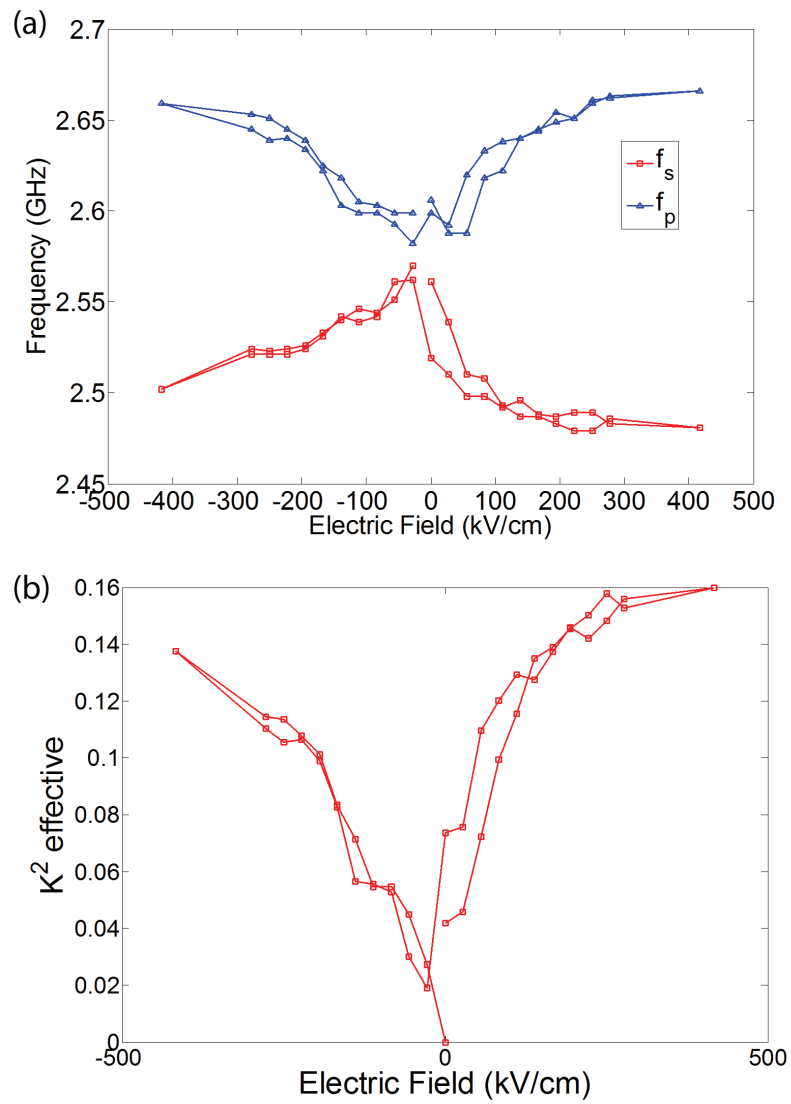 (a)
2.7
2.65
2.6
2.55
2.5
2.45
Frequency (GHz)
f_s
f_p
-500 -400 -300 -200 -100 0 100 200 300 400 500
Electric Field (kV/cm)
(b)
0.16
0.14
0.12
0.1
0.08
0.06
0.04
0.02
0
K² effective
-500 0 500
Electric Field (kV/cm)